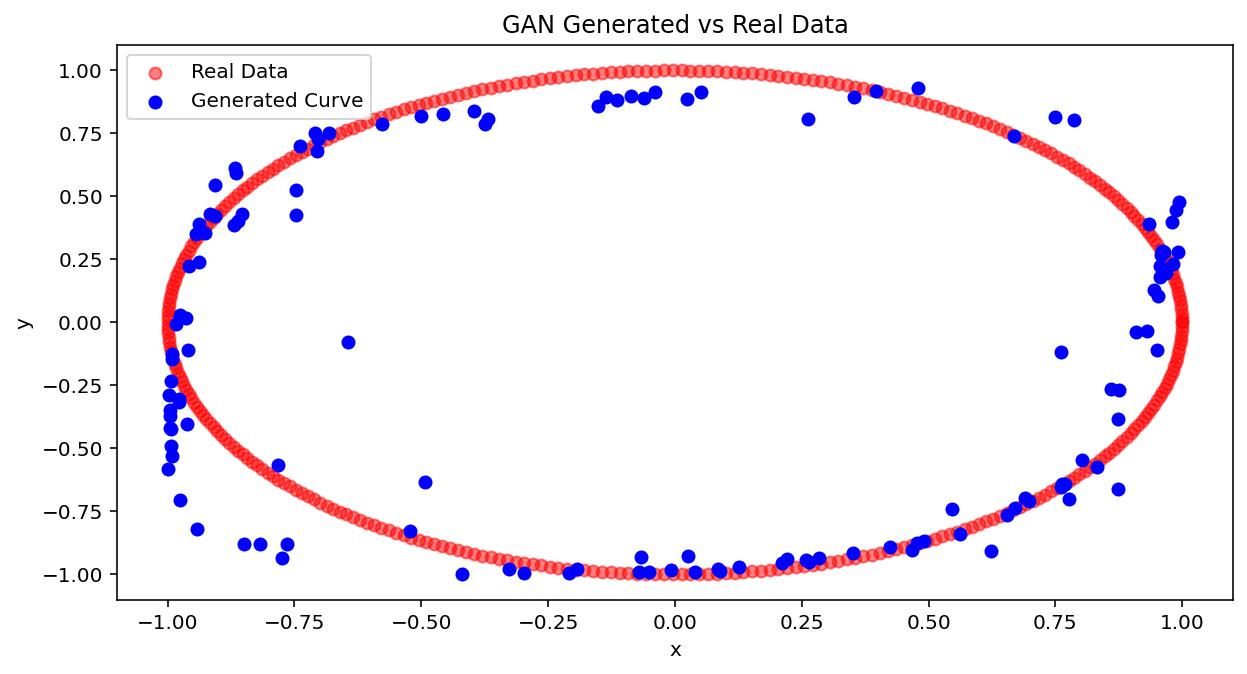 GAN Generated vs Real Data
Real Data
Generated Curve
1.00
0.75
0.50
0.25
0.00
−0.25
−0.50
−0.75
−1.00
y
−1.00 −0.75 −0.50 −0.25 0.00 0.25 0.50 0.75 1.00
x